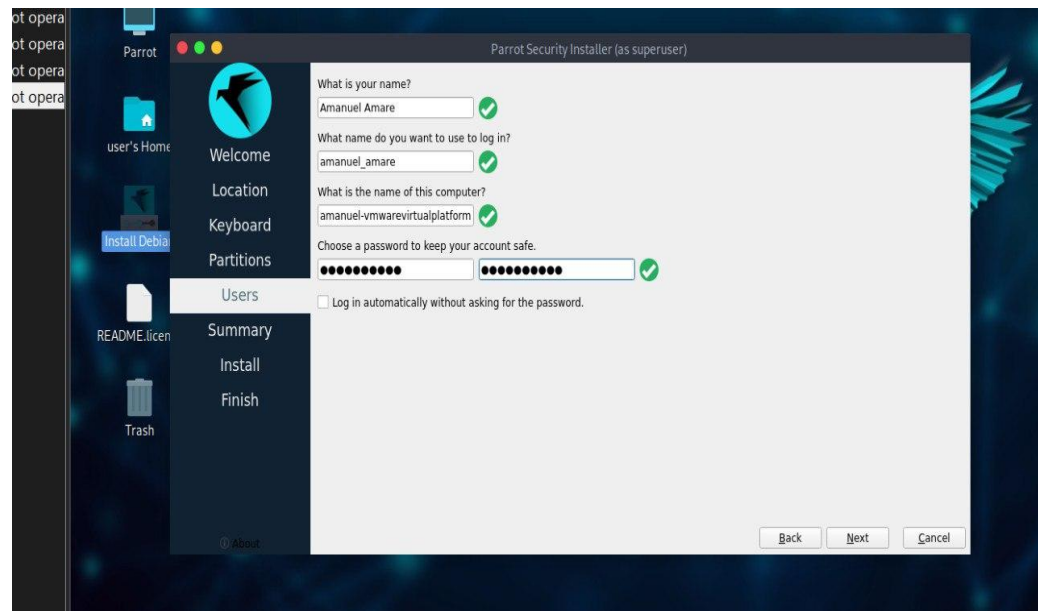 ot opera
ot opera
ot opera
ot opera
Parrot
user's Home
Install Debia
README.licen
Trash
Parrot Security Installer (as superuser)
Welcome
Location
Keyboard
Partitions
Users
Summary
Install
Finish
About
What is your name?
Amanuel Amare
What name do you want to use to log in?
amanuel_amare
What is the name of this computer?
amanuel-vmwarevirtualplatform
Choose a password to keep your account safe.
●●●●●●●●●● ●●●●●●●●●●
Log in automatically without asking for the password.
Back Next Cancel